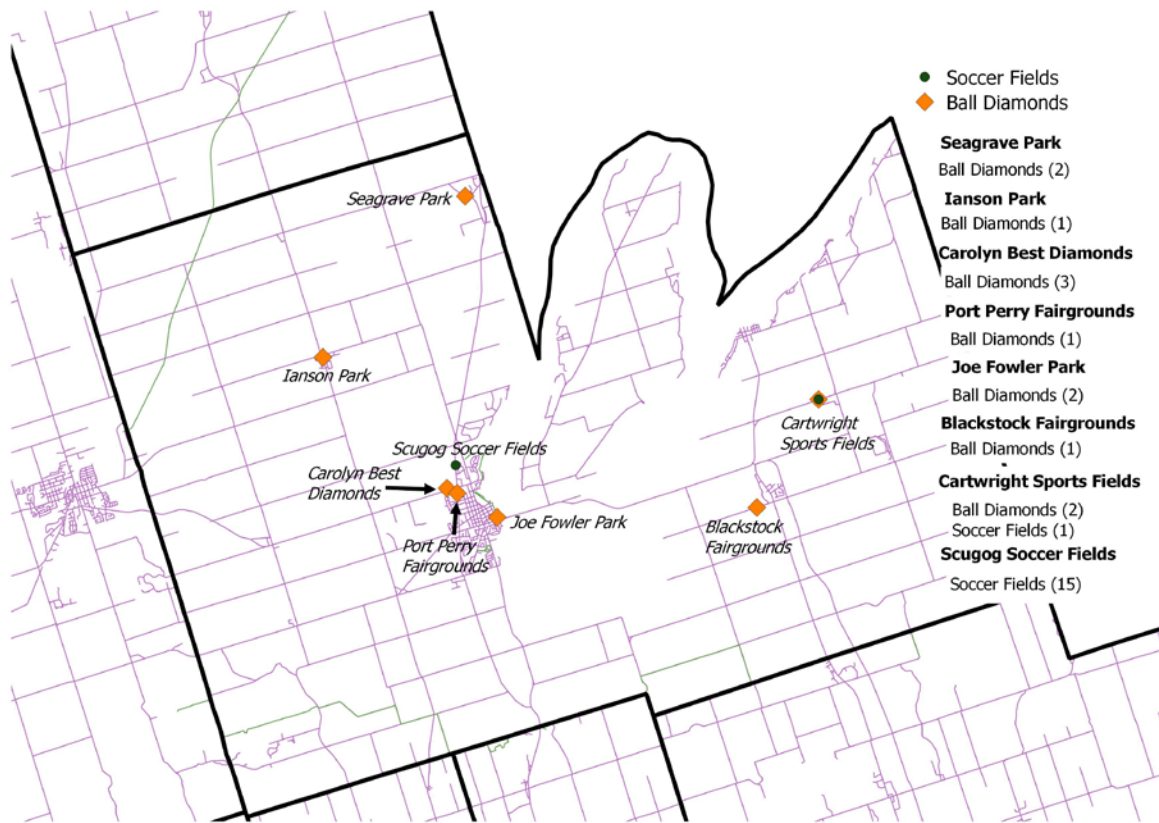 Soccer Fields
Ball Diamonds
Seagrave Park
Ball Diamonds (2)
Ianson Park
Ball Diamonds (1)
Carolyn Best Diamonds
Ball Diamonds (3)
Port Perry Fairgrounds
Ball Diamonds (1)
Joe Fowler Park
Ball Diamonds (2)
Blackstock Fairgrounds
Ball Diamonds (1)
Cartwright Sports Fields
Ball Diamonds (2)
Soccer Fields (1)
Scugog Soccer Fields
Soccer Fields (15)
Seagrave Park
Ianson Park
Cartwright
Sports Fields
Scugog Soccer Fields
Carolyn Best
Diamonds
Joe Fowler Park
Port Perry
Fairgrounds
Blackstock
Fairgrounds